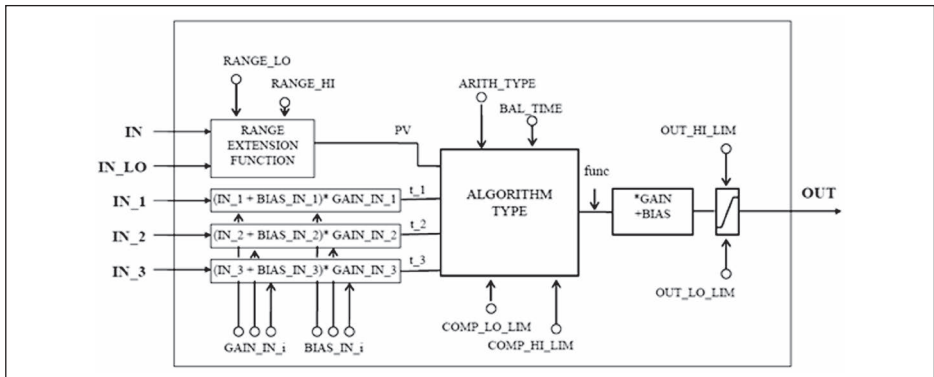 RANGE_LO
RANGE_HI
ARITH_TYPE
BAL_TIME
IN
RANGE
EXTENSION
FUNCTION
PV
OUT_HI_LIM
IN_LO
func
IN_1
(IN_1 + BIAS_IN_1)* GAIN_IN_1
t_1
ALGORITHM
TYPE
*GAIN
+BIAS
OUT
IN_2
(IN_2 + BIAS_IN_2)* GAIN_IN_2
t_2
IN_3
(IN_3 + BIAS_IN_3)* GAIN_IN_3
t_3
OUT_LO_LIM
COMP_LO_LIM
COMP_HI_LIM
GAIN_IN_i
BIAS_IN_i